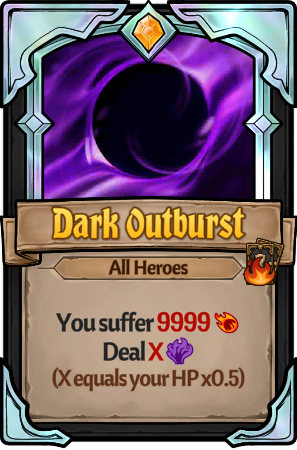 Dark Outburst
All Heroes
You suffer 9999
Deal X
(X equals your HP x0.5)